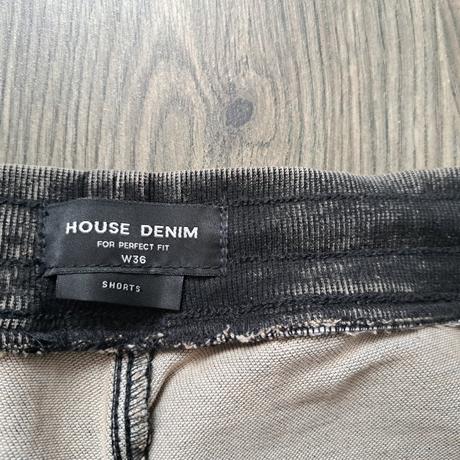 HOUSE DENIM
FOR PERFECT FIT
W36
SHORTS